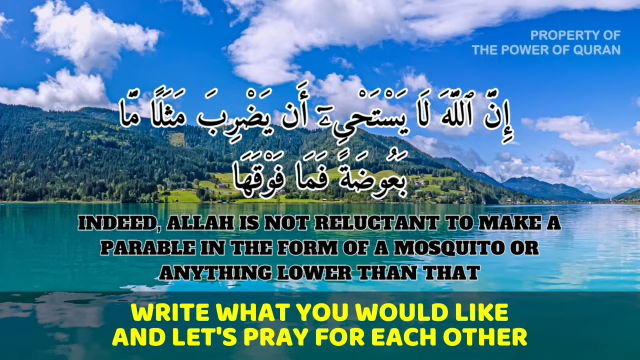 PROPERTY OF
THE POWER OF QURAN
إِنَّ ٱللَّهَ لَا يَسْتَحْىِۦٓ أَن يَضْرِبَ مَثَلًا مَّا
بَعُوضَةً فَمَا فَوْقَهَا
INDEED, ALLAH IS NOT RELUCTANT TO MAKE A
PARABLE IN THE FORM OF A MOSQUITO OR
ANYTHING LOWER THAN THAT
WRITE WHAT YOU WOULD LIKE
AND LET'S PRAY FOR EACH OTHER